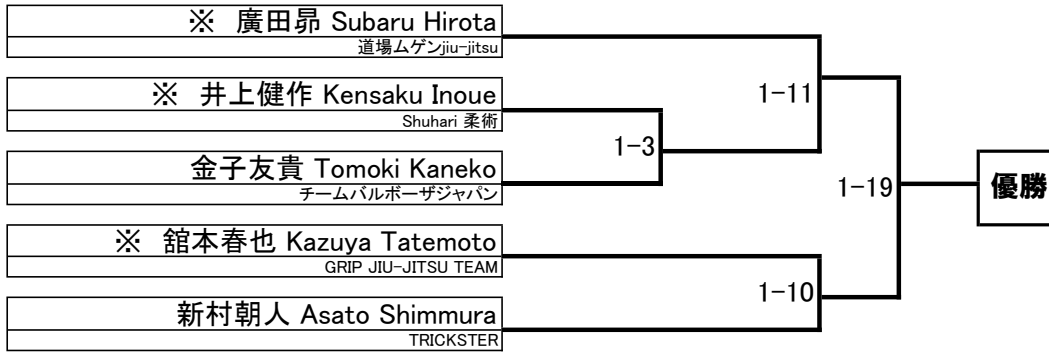 ※ 廣田昴 Subaru Hirota
道場ムゲンjiu-jitsu
※ 井上健作 Kensaku Inoue
Shuhari 柔術
金子友貴 Tomoki Kaneko
チームバルボーザジャパン
※ 舘本春也 Kazuya Tatemoto
GRIP JIU-JITSU TEAM
新村朝人 Asato Shimmura
TRICKSTER
1-11
1-3
1-19
1-10
優勝